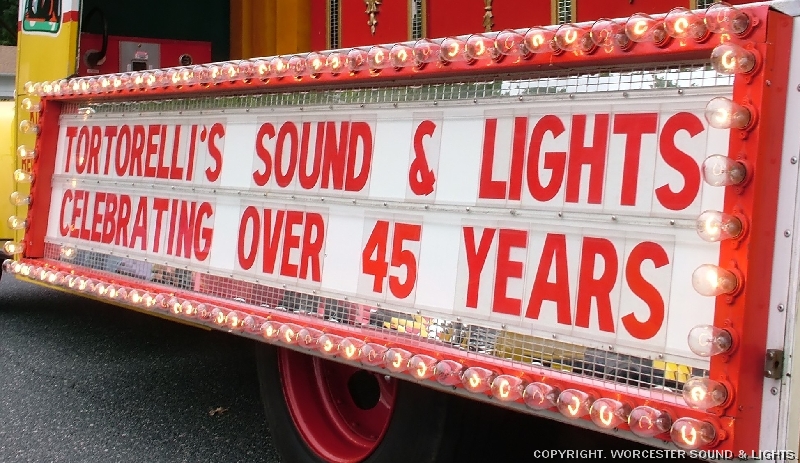 TORTORELLI'S SOUND & LIGHTS
CELEBRATING OVER 45 YEARS
COPYRIGHT. WORCESTER SOUND & LIGHTS.